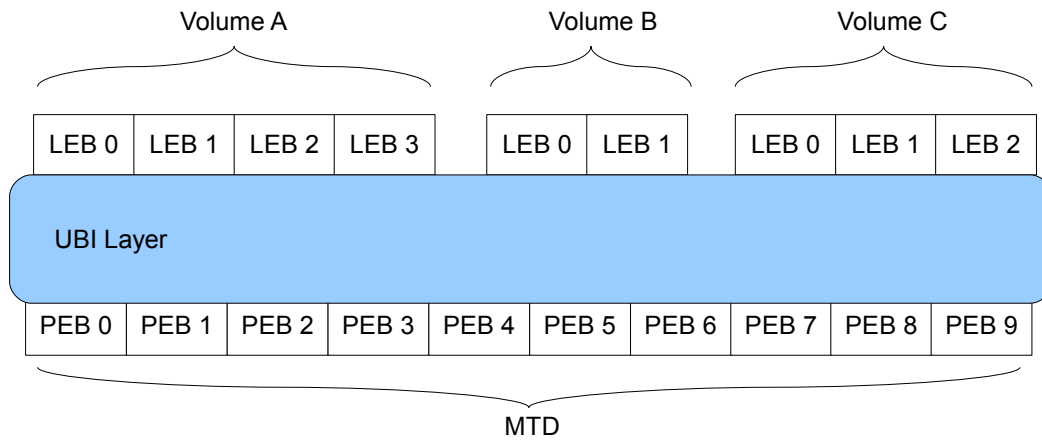 Volume A Volume B Volume C
LEB 0 LEB 1 LEB 2 LEB 3 LEB 0 LEB 1 LEB 0 LEB 1 LEB 2
UBI Layer
PEB 0 PEB 1 PEB 2 PEB 3 PEB 4 PEB 5 PEB 6 PEB 7 PEB 8 PEB 9
MTD